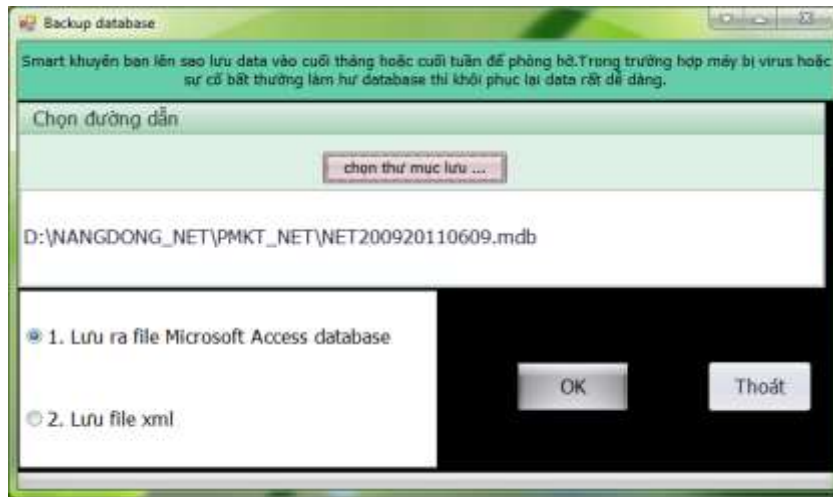 Backup database
Smart khuyên bạn lên sao lưu data vào cuối tháng hoặc cuối tuần để phòng hờ.Trong trường hợp máy bị virus hoặc
sự cố bất thường làm hư database thì khôi phục lại data rất dễ dàng.
Chọn đường dẫn
chọn thư mục lưu ...
D:\NANGDONG_NET\PMKT_NET\NET200920110609.mdb
1. Lưu ra file Microsoft Access database
OK Thoát
2. Lưu file xml